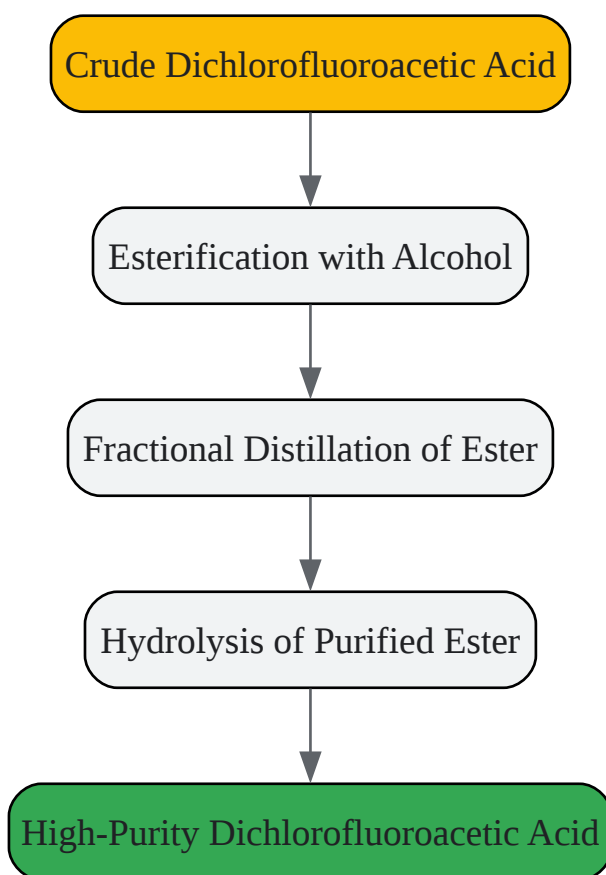 Crude Dichlorofluoroacetic Acid
Esterification with Alcohol
Fractional Distillation of Ester
Hydrolysis of Purified Ester
High-Purity Dichlorofluoroacetic Acid